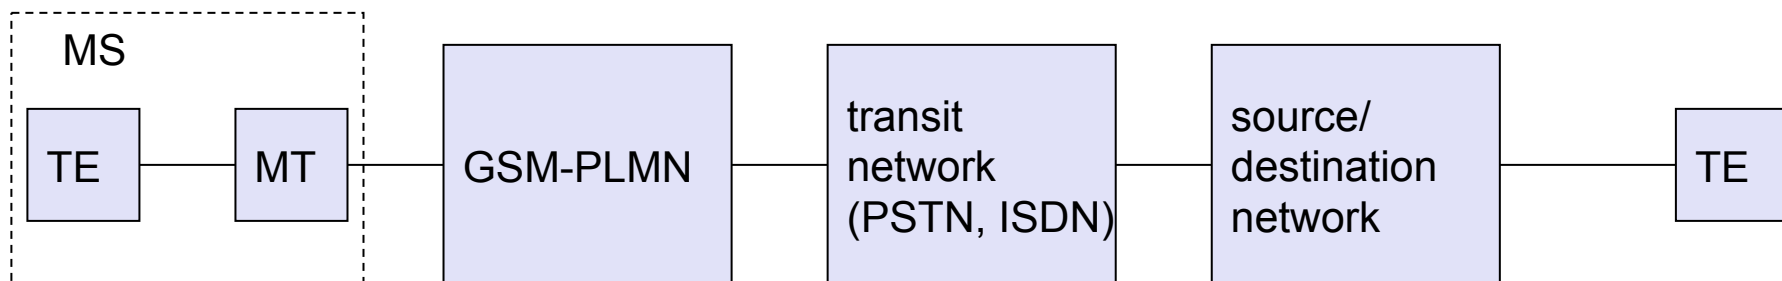 MS
TE
MT
GSM-PLMN
transit
network
(PSTN, ISDN)
source/
destination
network
TE